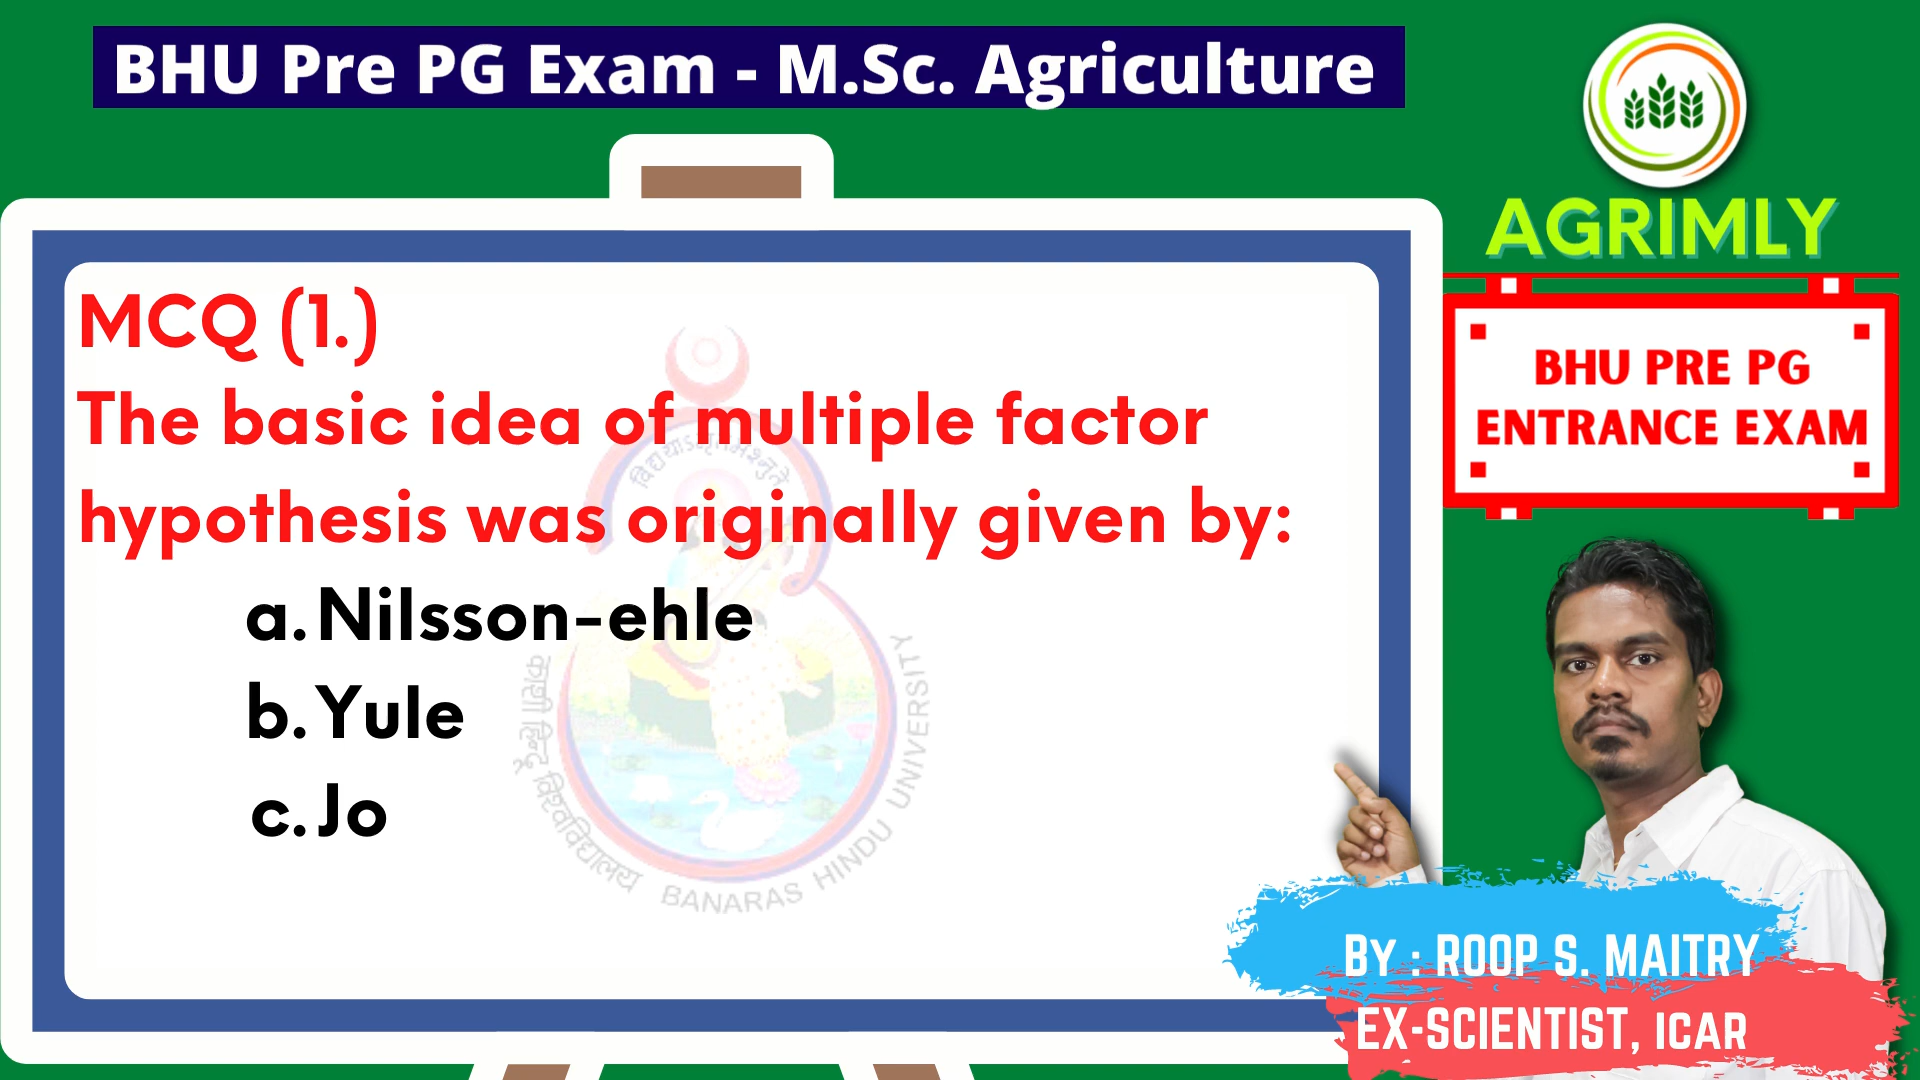 BHU Pre PG Exam - M.Sc. Agriculture
AGRIMLY
BHU PRE PG
ENTRANCE EXAM
MCQ (1.)
The basic idea of multiple factor
hypothesis was originally given by:
a. Nilsson-ehle
b. Yule
c. Jo
काशी हिन्दू विश्वविद्यालय
BANARAS HINDU UNIVERSITY
By : ROOP S. MAITRY
EX-SCIENTIST, ICAR